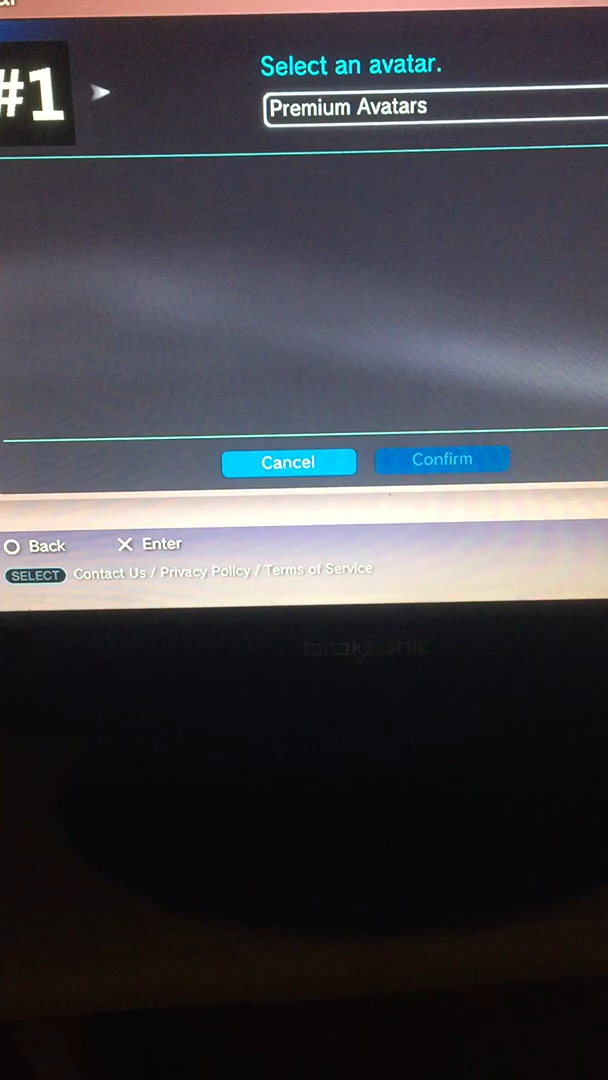 #1
Select an avatar.
Premium Avatars
Cancel
Confirm
Back
Enter
SELECT Contact Us / Privacy Policy / Terms of Service